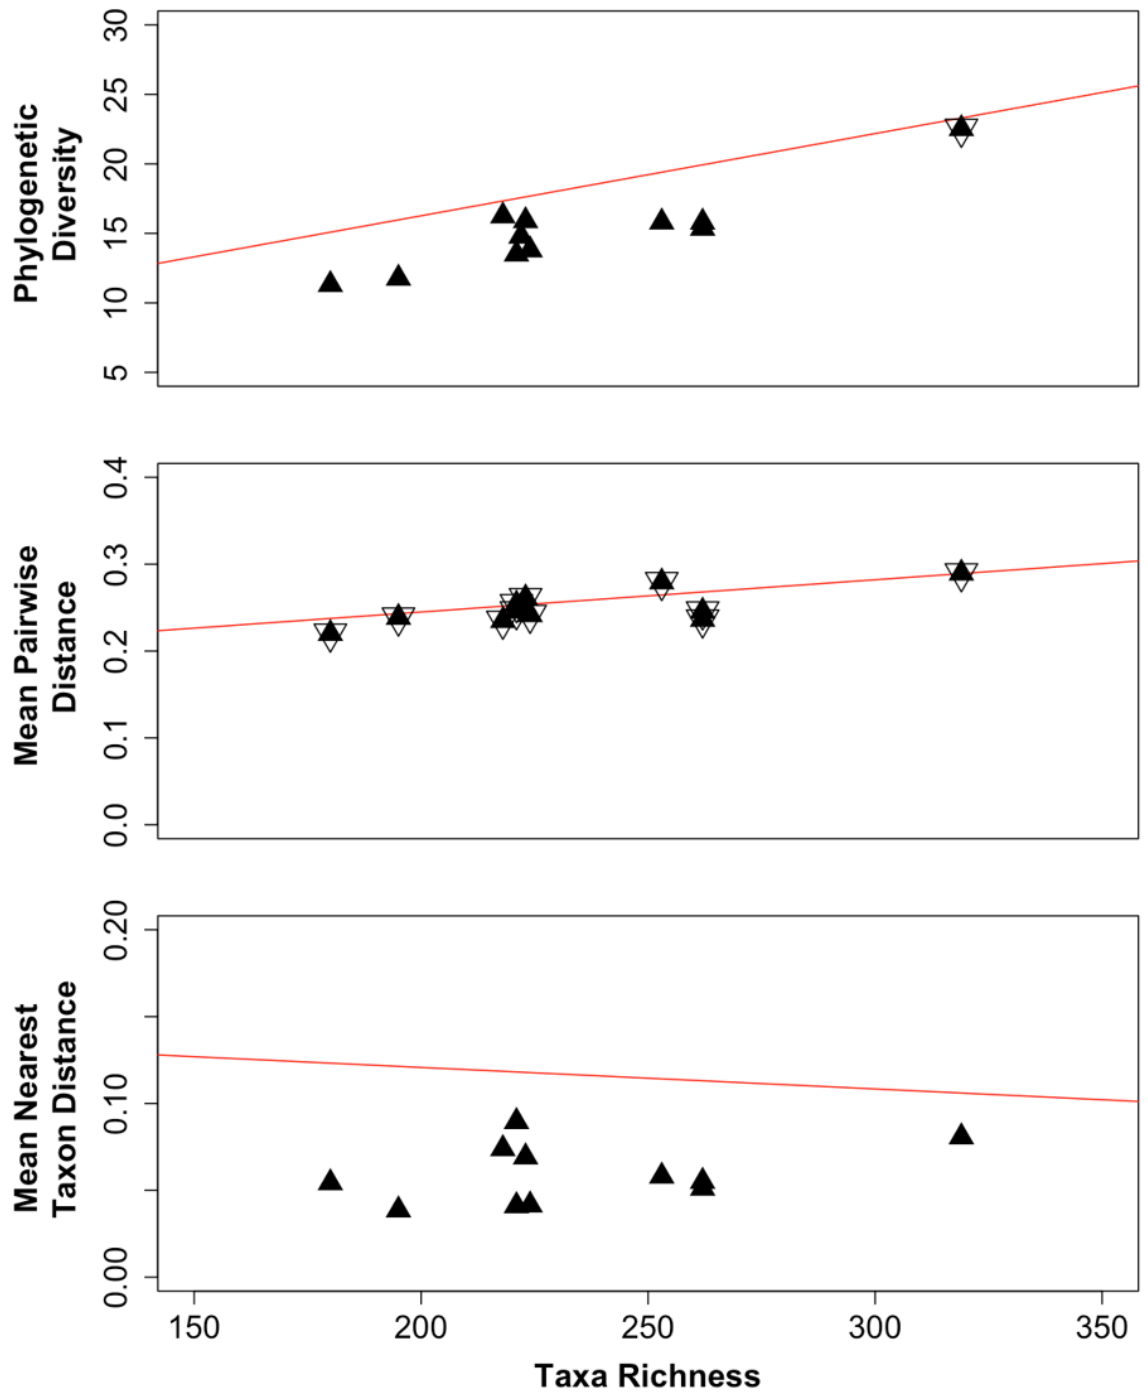 Phylogenetic
Diversity
30
25
20
15
10
5
Mean Pairwise
Distance
0.4
0.3
0.2
0.1
0.0
Mean Nearest
Taxon Distance
0.20
0.10
0.00
150 200 250 300 350
Taxa Richness